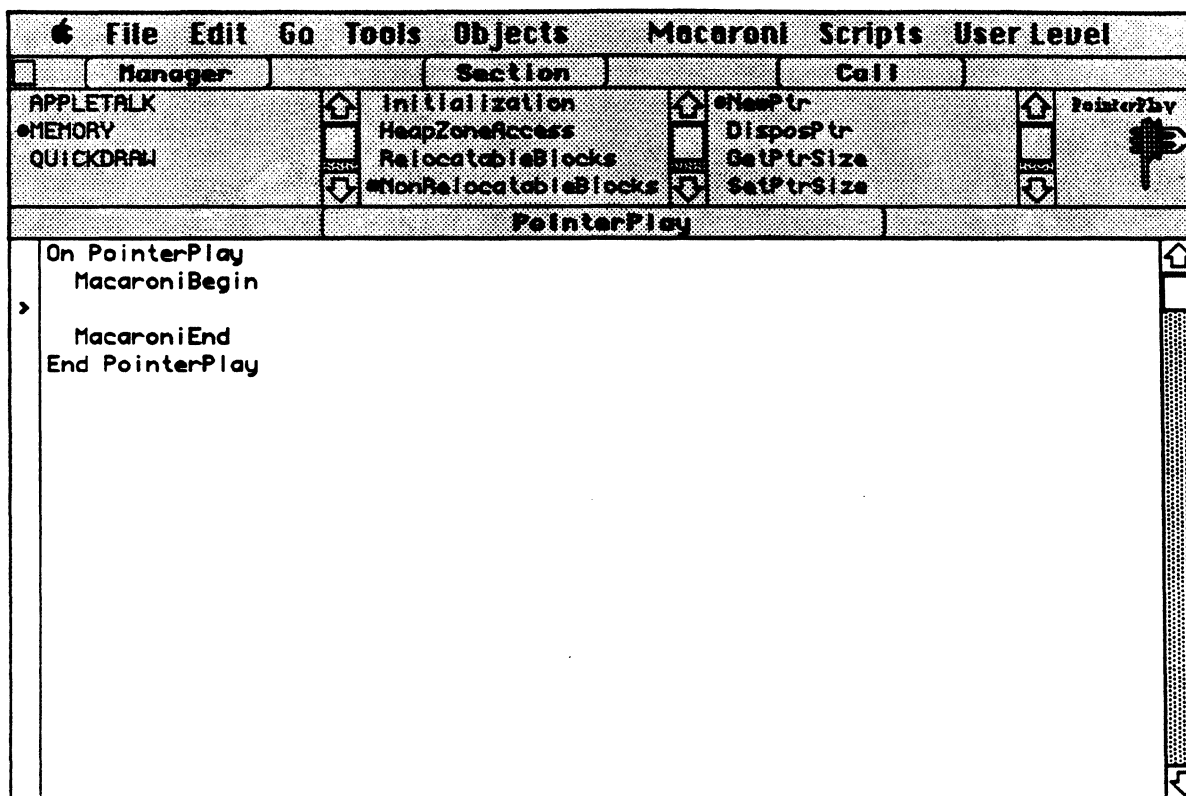 File Edit Go Tools Objects Macaroni Scripts User Level
Manager Section Call
APPLETALK
•MEMORY
QUICKDRAW
Initialization
HeapZoneAccess
RelocatableBlocks
•NonRelocatableBlocks
•NewPtr
DisposPtr
GetPtrSize
SetPtrSize
PointerPlay
PointerPlay
On PointerPlay
MacaroniBegin
>
MacaroniEnd
End PointerPlay